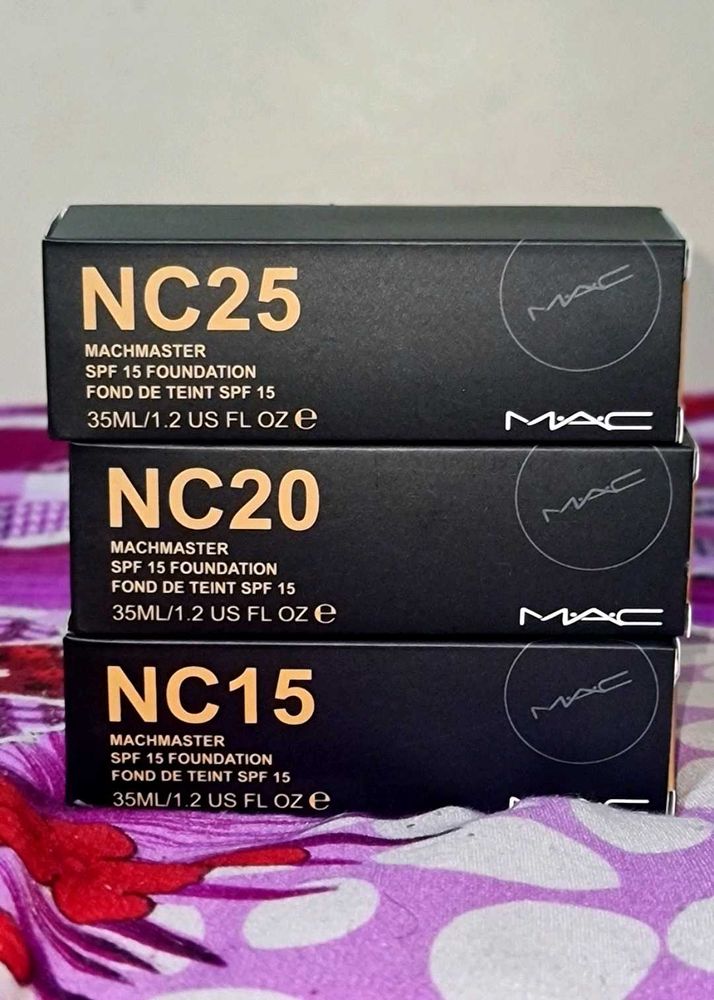 NC25
MAC
MACHMASTER
SPF 15 FOUNDATION
FOND DE TEINT SPF 15
35ML/1.2 US FL OZ e
M·A·C
NC20
M·A·C
MACHMASTER
SPF 15 FOUNDATION
FOND DE TEINT SPF 15
35ML/1.2 US FL OZ e
M·A·C
NC15
M·A·C
MACHMASTER
SPF 15 FOUNDATION
FOND DE TEINT SPF 15
35ML/1.2 US FL OZ e
M·A·C